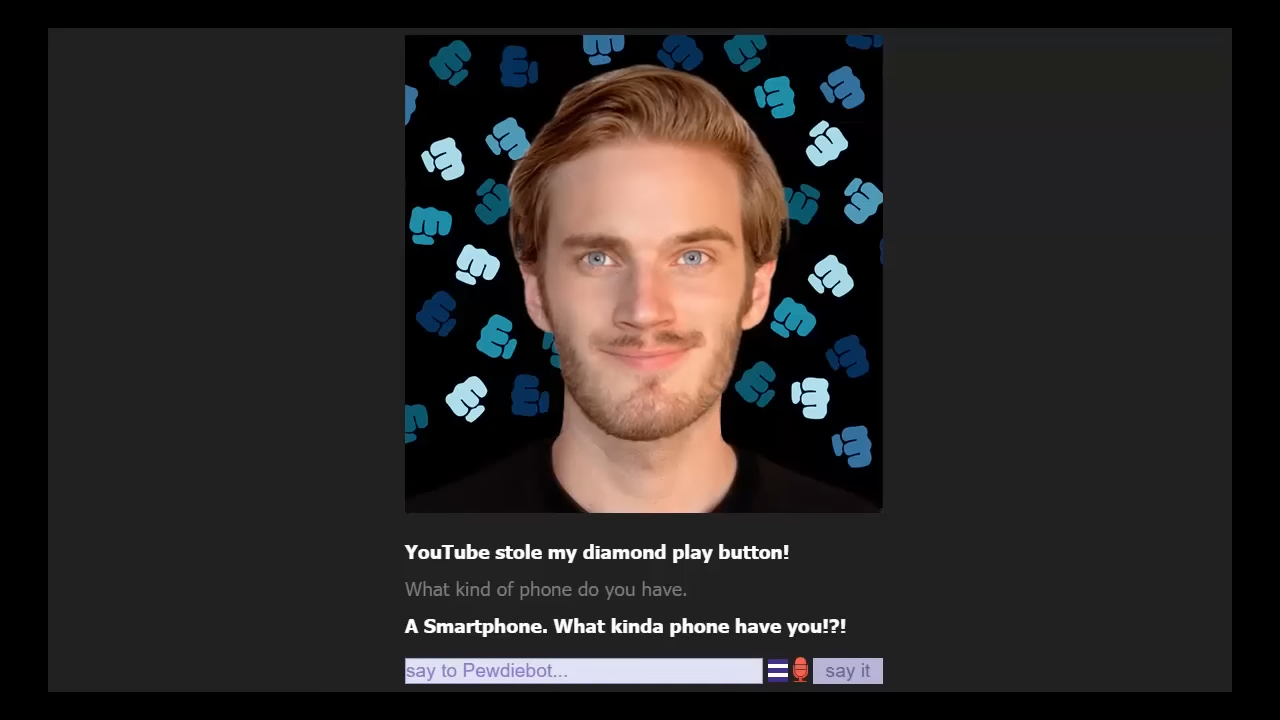 YouTube stole my diamond play button!
What kind of phone do you have.
A Smartphone. What kinda phone have you!?!
say to Pewdiebot... say it